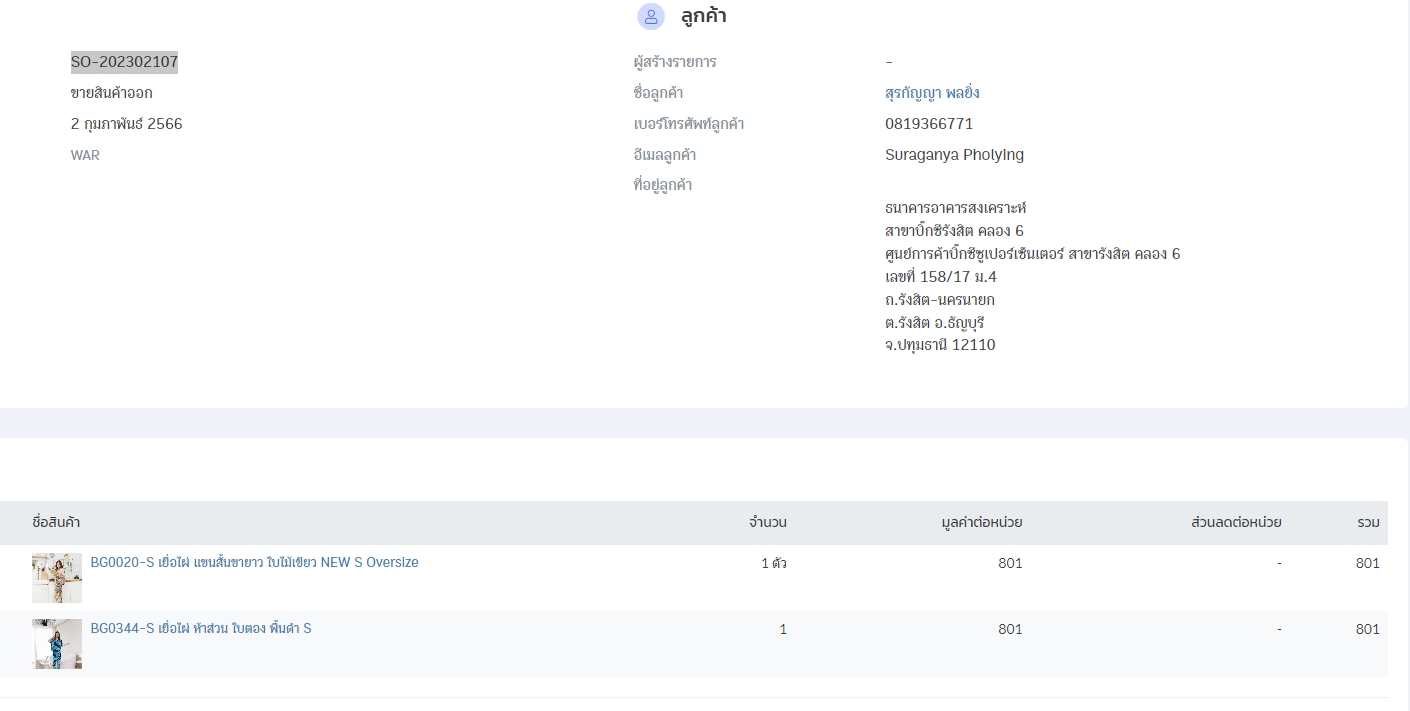 ลูกค้า
SO-202302107
ขายสินค้าออก
2 กุมภาพันธ์ 2566
WAR
ผู้สร้างรายการ -
ชื่อลูกค้า สุรกัญญา พลยิ่ง
เบอร์โทรศัพท์ลูกค้า 0819366771
อีเมลลูกค้า Suraganya Pholying
ที่อยู่ลูกค้า
ธนาคารอาคารสงเคราะห์
สาขาบิ๊กซีรังสิต คลอง 6
ศูนย์การค้าบิ๊กซีซูเปอร์เซ็นเตอร์ สาขารังสิต คลอง 6
เลขที่ 158/17 ม.4
ถ.รังสิต-นครนายก
ต.รังสิต อ.ธัญบุรี
จ.ปทุมธานี 12110
ชื่อสินค้า จำนวน มูลค่าต่อหน่วย ส่วนลดต่อหน่วย รวม
BG0020-S เยื่อไผ่ แขนสั้นขายาว ใบไม้เขียว NEW S Oversize 1 ตัว 801 - 801
BG0344-S เยื่อไผ่ ห้าส่วน ใบตอง พื้นดำ S 1 801 - 801